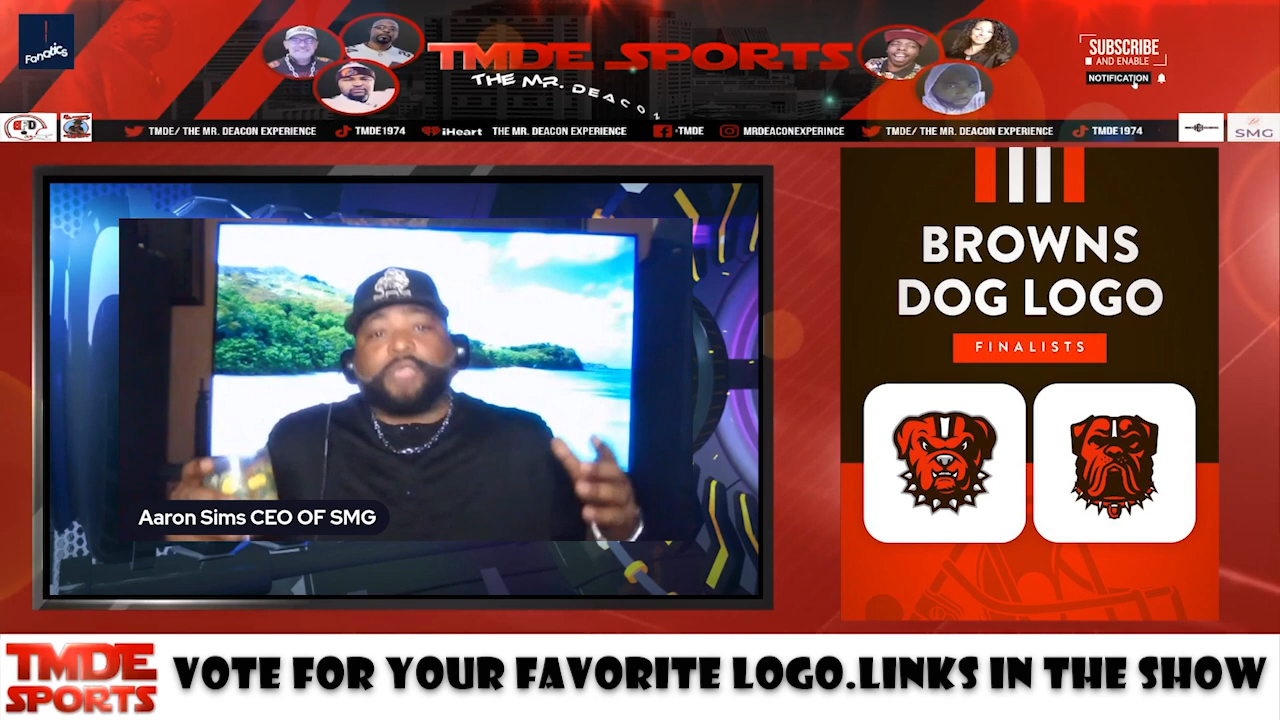 Fanatics
TMDE SPORTS
THE MR. DEACON
SUBSCRIBE
AND ENABLE
NOTIFICATION
TMDE/ THE MR. DEACON EXPERIENCE
TMDE1974
iHeart
THE MR. DEACON EXPERIENCE
TMDE
MRDEACONEXPERINCE
TMDE/ THE MR. DEACON EXPERIENCE
TMDE1974
SMG
BROWNS
DOG LOGO
FINALISTS
Aaron Sims CEO OF SMG
TMDE
SPORTS
VOTE FOR YOUR FAVORITE LOGO.LINKS IN THE SHOW